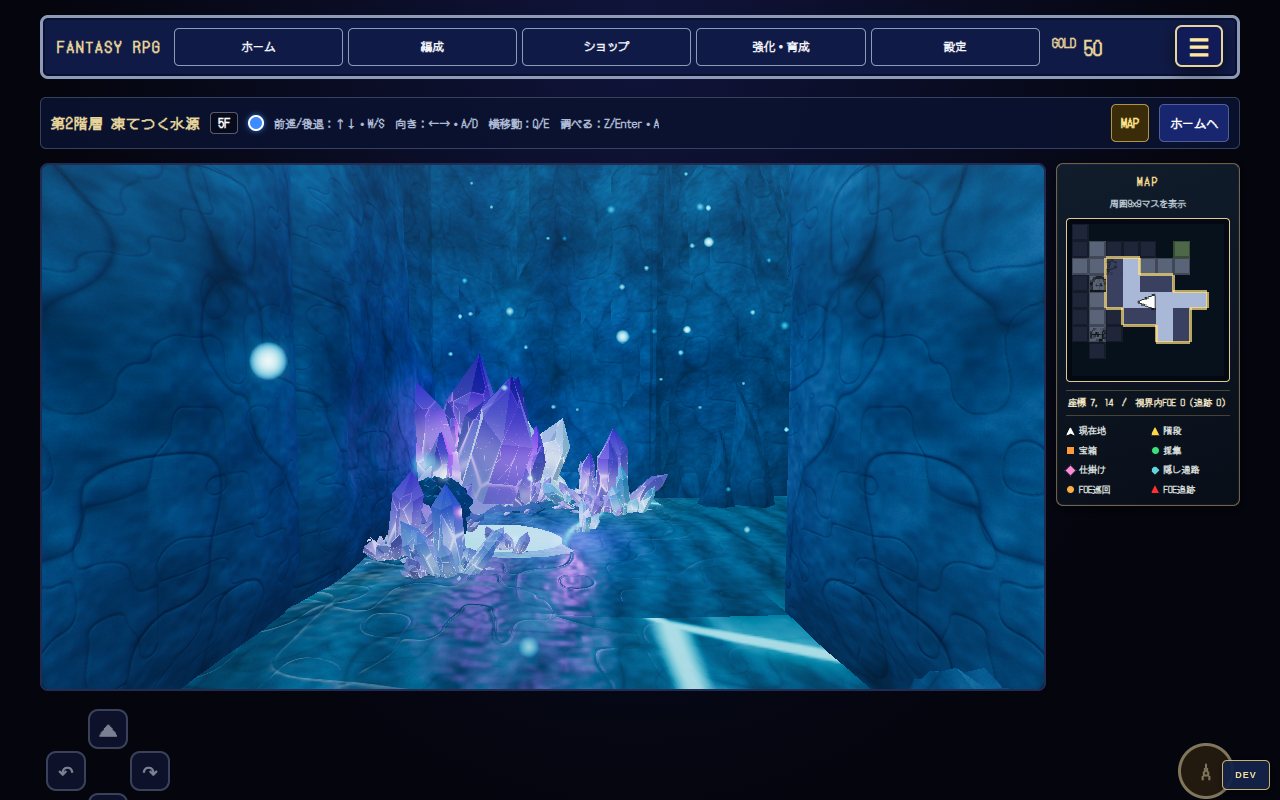 FANTASY RPG
ホーム
編成
ショップ
強化・育成
設定
GOLD 50
第2階層 凍てつく水源
5F
前進/後退：↑↓・W/S 向き：←→・A/D 横移動：Q/E 調べる：Z/Enter・A
MAP
ホームへ
MAP
周囲9x9マスを表示
座標 7, 14 / 視界内FOE 0（追跡 0）
現在地
階段
宝箱
採集
仕掛け
隠し通路
FOE巡回
FOE追跡
A
DEV